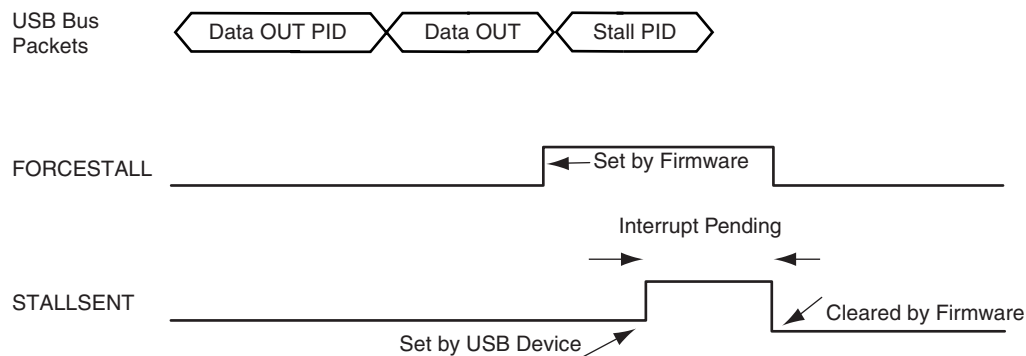 USB Bus
Packets
Data OUT PID
Data OUT
Stall PID
FORCESTALL
Set by Firmware
Interrupt Pending
STALLSENT
Cleared by Firmware
Set by USB Device